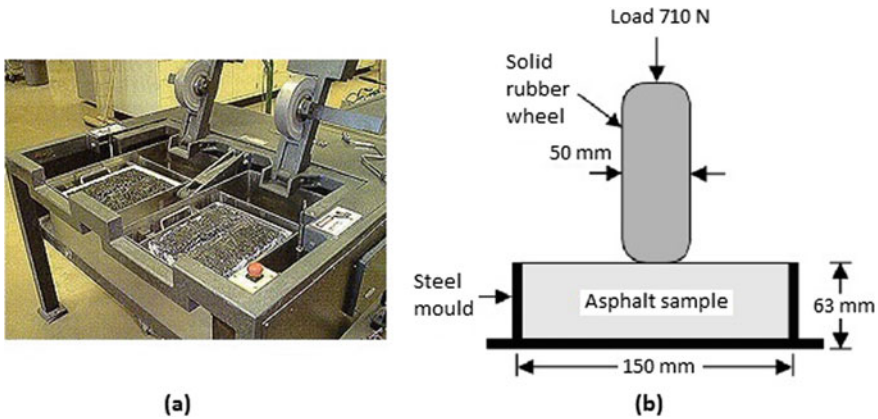 Load 710 N
Solid
rubber
wheel
50 mm
Steel
mould
Asphalt sample
63 mm
150 mm
(a)
(b)